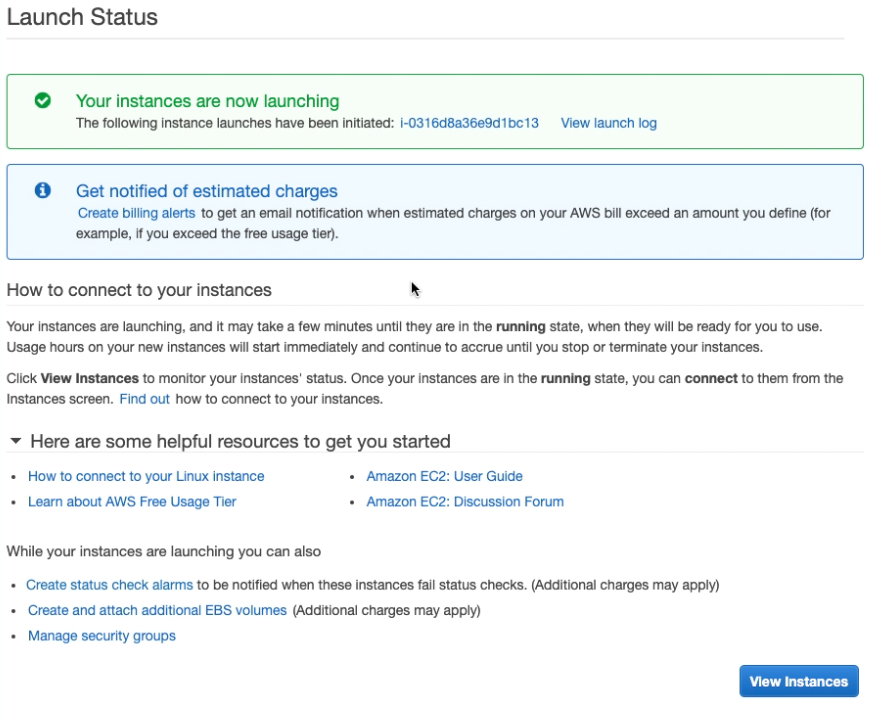 Launch Status
Your instances are now launching
The following instance launches have been initiated: i-0316d8a36e9d1bc13 View launch log
Get notified of estimated charges
Create billing alerts to get an email notification when estimated charges on your AWS bill exceed an amount you define (for
example, if you exceed the free usage tier).
How to connect to your instances
Your instances are launching, and it may take a few minutes until they are in the running state, when they will be ready for you to use.
Usage hours on your new instances will start immediately and continue to accrue until you stop or terminate your instances.
Click View Instances to monitor your instances' status. Once your instances are in the running state, you can connect to them from the
Instances screen. Find out how to connect to your instances.
Here are some helpful resources to get you started
• How to connect to your Linux instance
• Learn about AWS Free Usage Tier
• Amazon EC2: User Guide
• Amazon EC2: Discussion Forum
While your instances are launching you can also
• Create status check alarms to be notified when these instances fail status checks. (Additional charges may apply)
• Create and attach additional EBS volumes (Additional charges may apply)
• Manage security groups
View Instances